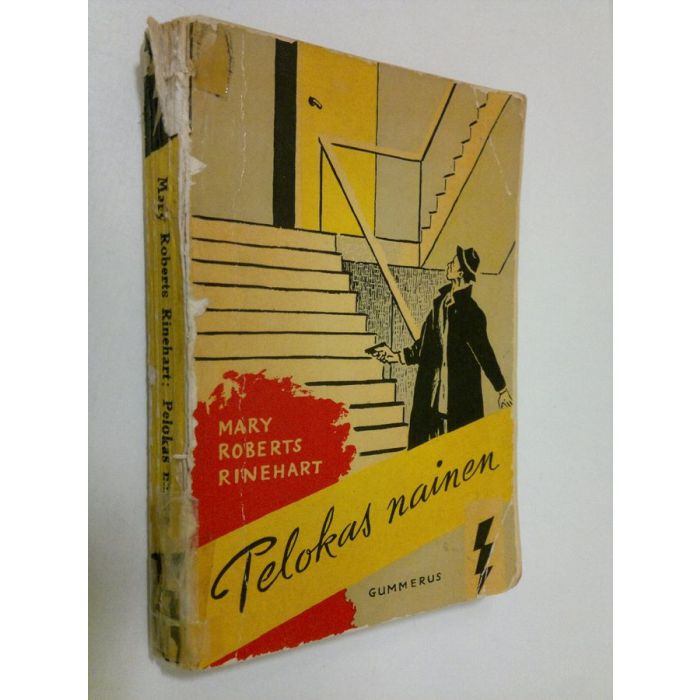 MARY
ROBERTS
RINEHART
Pelokas nainen
GUMMERUS
Mary Roberts Rinehart: Pelokas